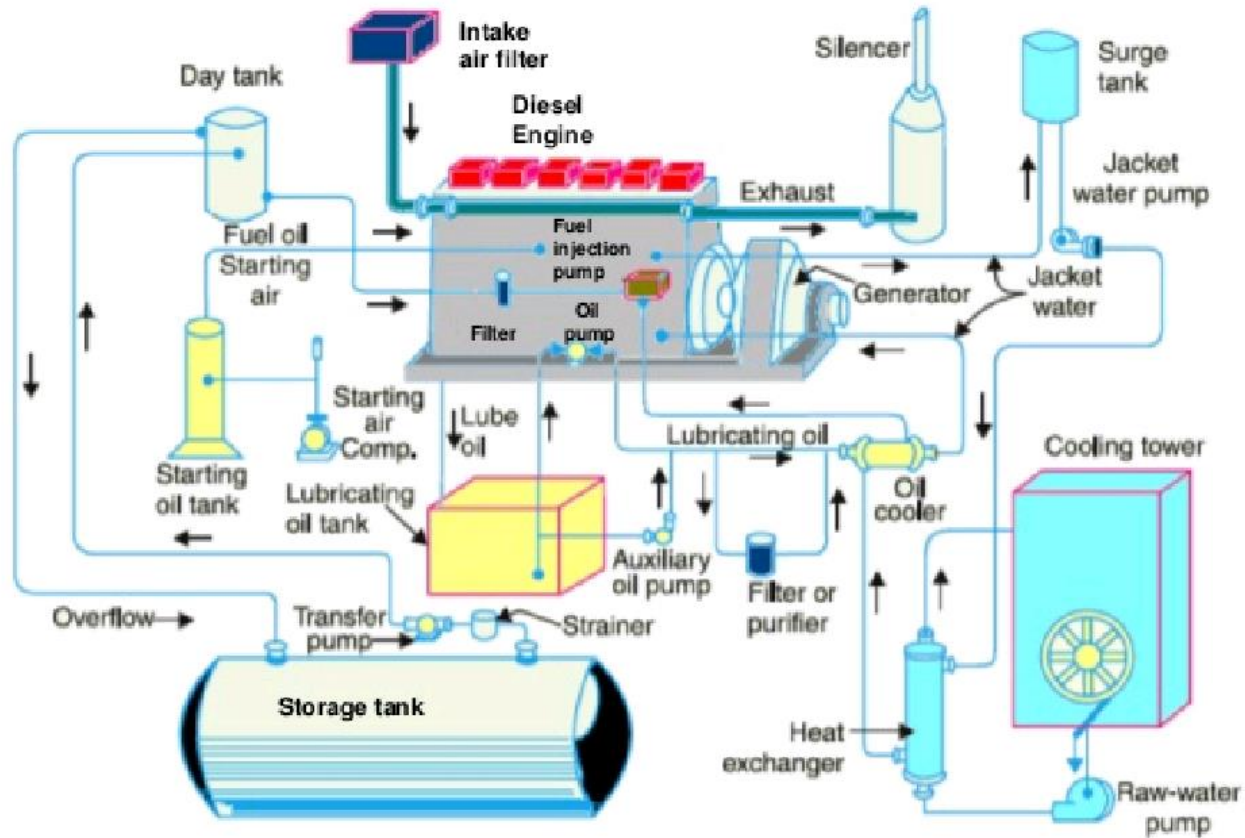 Intake
air filter
Silencer
Surge
tank
Day tank
Diesel
Engine
Jacket
water pump
Exhaust
Fuel oil
Starting
air
Fuel
injection
pump
Generator
Jacket
water
Filter
Oil
pump
Starting
air
Comp.
Lube
oil
Lubricating oil
Cooling tower
Starting
oil tank
Lubricating
oil tank
Oil
cooler
Auxiliary
oil pump
Filter or
purifier
Overflow
Transfer
pump
Strainer
Storage tank
Heat
exchanger
Raw-water
pump